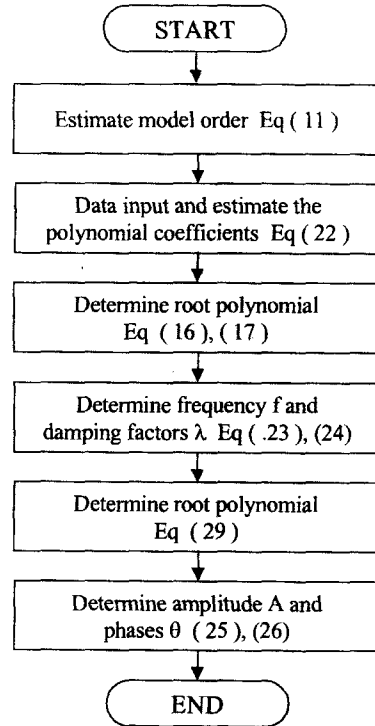 START
Estimate model order Eq ( 11 )
Data input and estimate the
polynomial coefficients Eq ( 22 )
Determine root polynomial
Eq ( 16 ), ( 17 )
Determine frequency f and
damping factors λ Eq ( .23 ), (24)
Determine root polynomial
Eq ( 29 )
Determine amplitude A and
phases θ ( 25 ), (26)
END